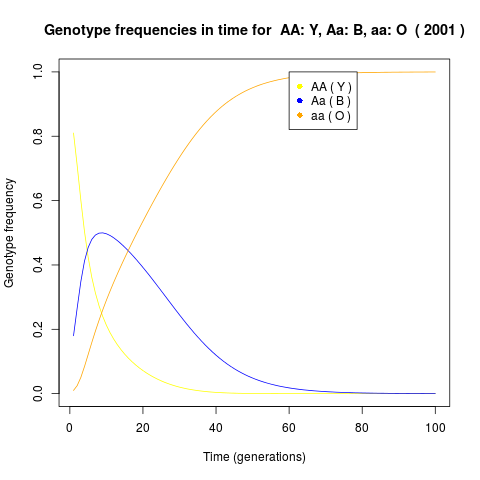 Genotype frequencies in time for  AA: Y, Aa: B, aa: O  ( 2001 )
AA ( Y )
Aa ( B )
aa ( O )
Genotype frequency
1.0
0.8
0.6
0.4
0.2
0.0
0 20 40 60 80 100
Time (generations)